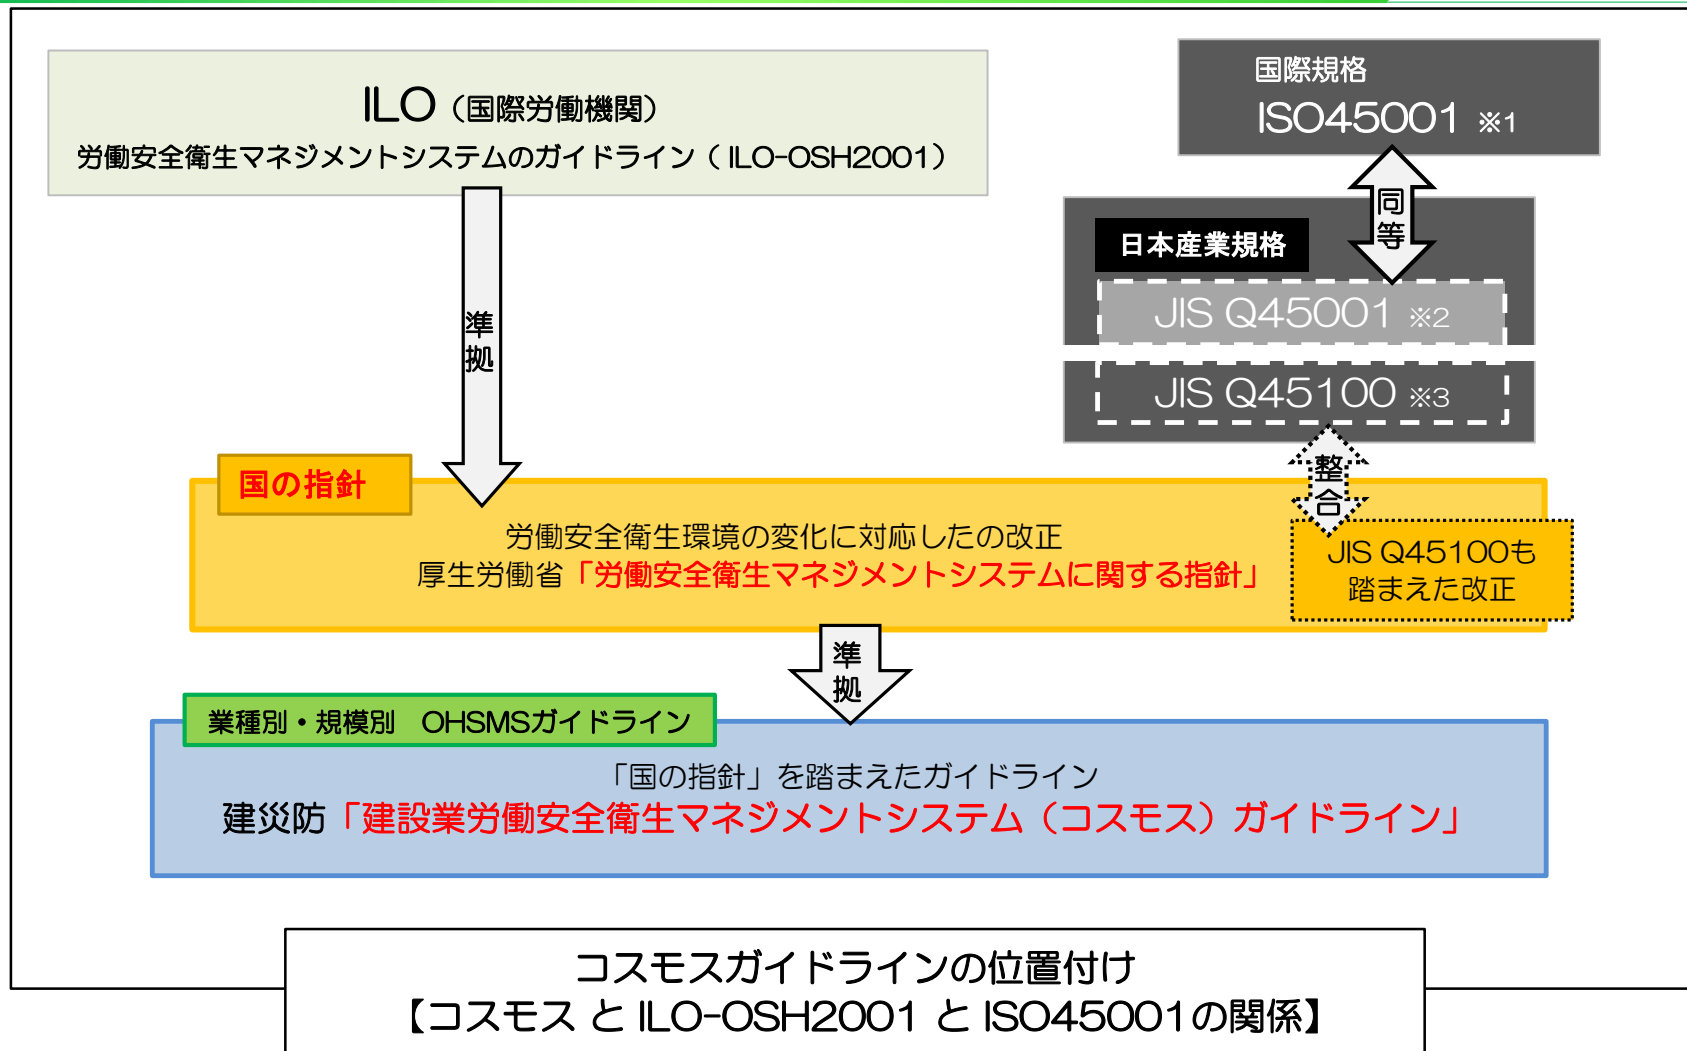 ILO（国際労働機関）
労働安全衛生マネジメントシステムのガイドライン（ILO-OSH2001）
国際規格
ISO45001 ※1
同等
日本産業規格
JIS Q45001 ※2
JIS Q45100 ※3
準拠
整合
国の指針
労働安全衛生環境の変化に対応したの改正
厚生労働省「労働安全衛生マネジメントシステムに関する指針」
JIS Q45100も
踏まえた改正
準拠
業種別・規模別　OHSMSガイドライン
「国の指針」を踏まえたガイドライン
建災防「建設業労働安全衛生マネジメントシステム（コスモス）ガイドライン」
コスモスガイドラインの位置付け
【コスモス と ILO-OSH2001 と ISO45001の関係】